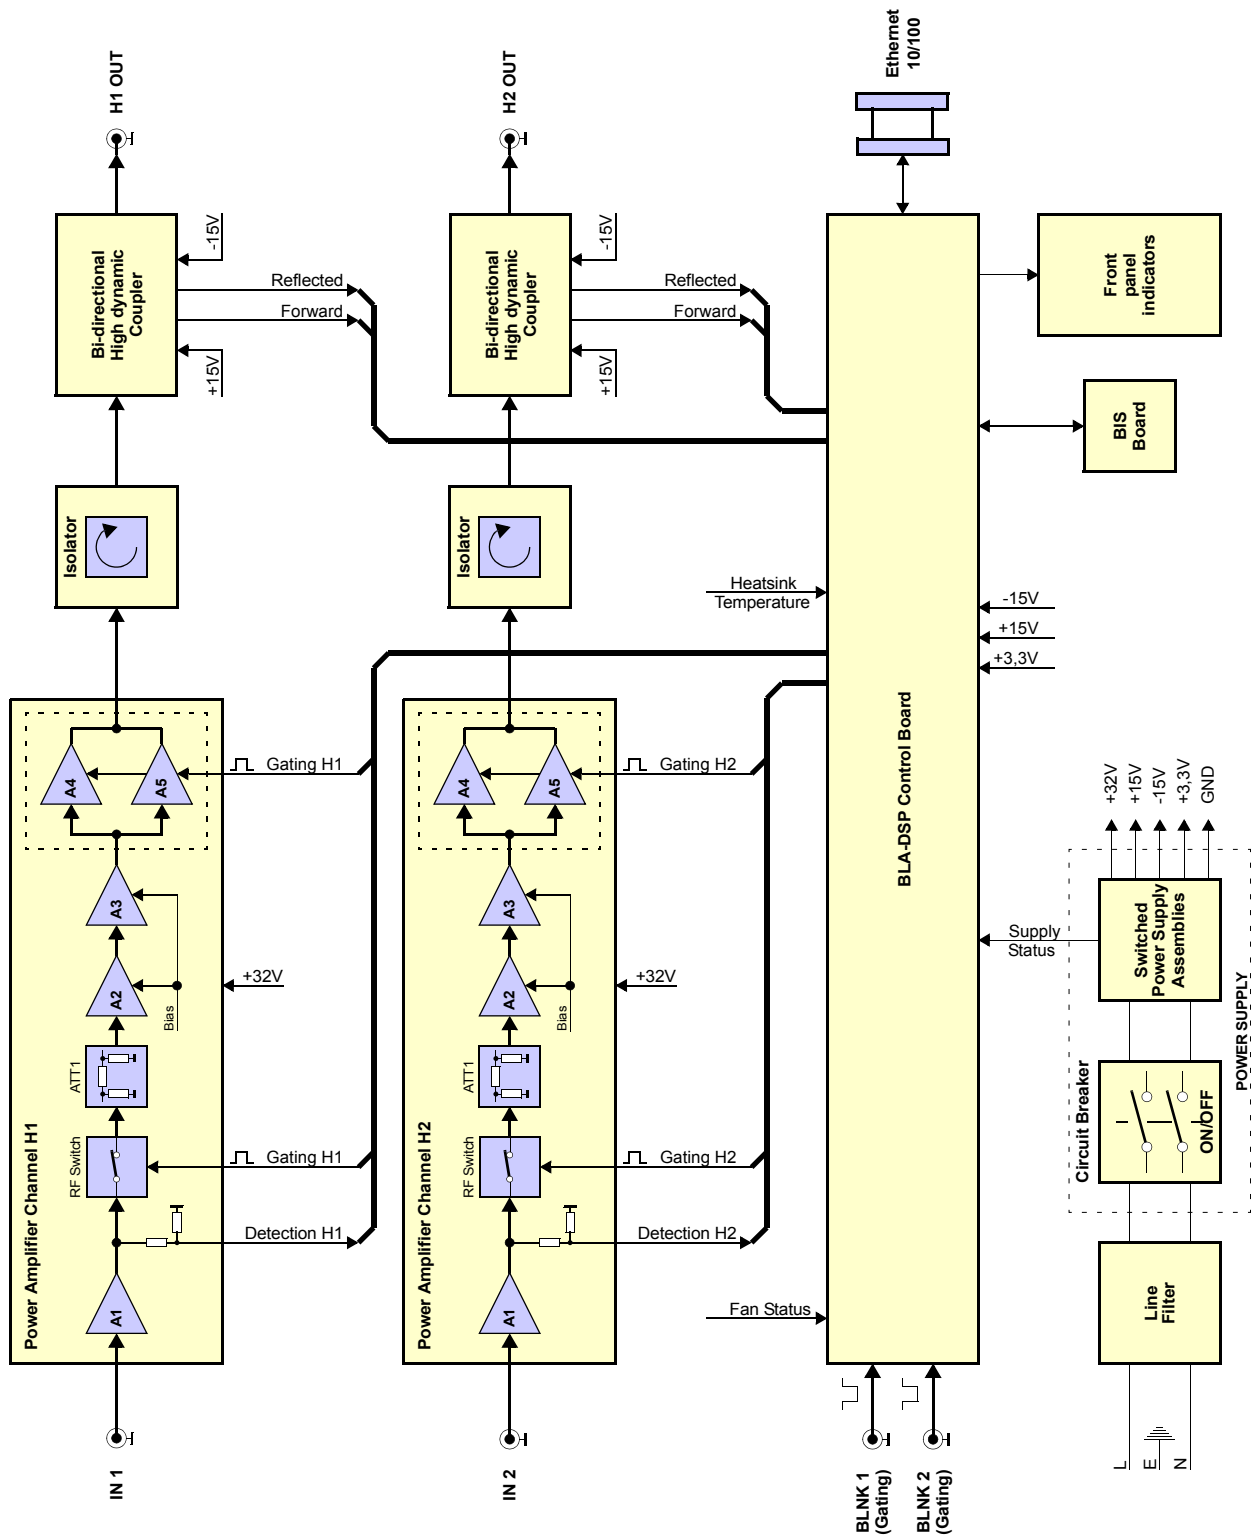 H1 OUT
H2 OUT
Ethernet
10/100
Bi-directional
High dynamic
Coupler
-15V
Reflected
Forward
+15V
Bi-directional
High dynamic
Coupler
-15V
Reflected
Forward
+15V
Front
panel
indicators
BIS
Board
Isolator
Isolator
Heatsink
Temperature
-15V
+15V
+3,3V
Power Amplifier Channel H1
A4
A5
Gating H1
A3
A2
Bias
+32V
ATT1
RF Switch
Gating H1
Detection H1
A1
IN 1
Power Amplifier Channel H2
A4
A5
Gating H2
A3
A2
Bias
+32V
ATT1
RF Switch
Gating H2
Detection H2
A1
IN 2
BLA-DSP Control Board
Fan Status
BLNK 1
(Gating)
BLNK 2
(Gating)
Supply
Status
+32V
+15V
-15V
+3,3V
GND
Switched
Power Supply
Assemblies
POWER SUPPLY
Circuit Breaker
ON/OFF
Line
Filter
L
E
N